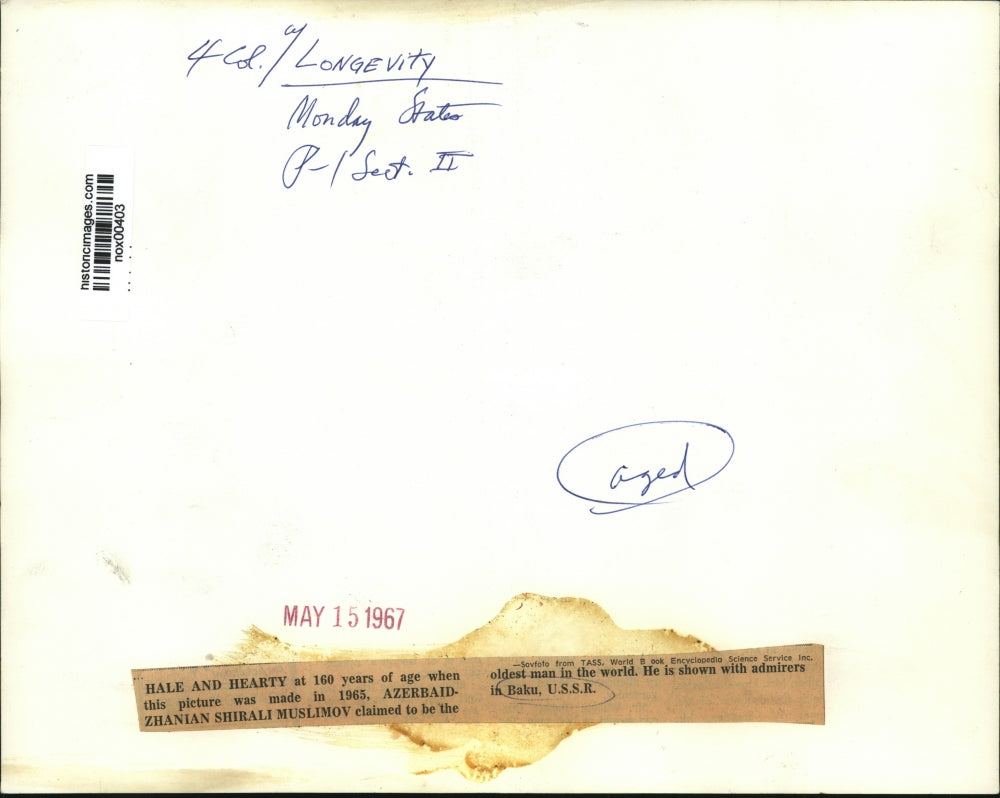 4 Col. w/ LONGEVITY
Monday States
P-1 Sect. II
historicimages.com
nox00403
aged
MAY 15 1967
HALE AND HEARTY at 160 years of age when
this picture was made in 1965, AZERBAID-
ZHANIAN SHIRALI MUSLIMOV claimed to be the
—Sovfoto from TASS, World B ok Encyclopedia Science Service Inc.
oldest man in the world. He is shown with admirers
in Baku, U.S.S.R.